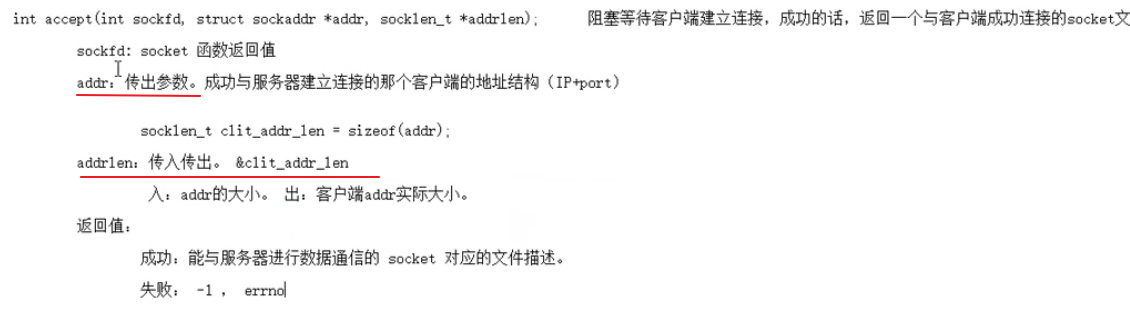 int accept(int sockfd, struct sockaddr *addr, socklen_t *addrlen); 阻塞等待客户端建立连接，成功的话，返回一个与客户端成功连接的socket文
sockfd: socket 函数返回值
addr：传出参数。成功与服务器建立连接的那个客户端的地址结构（IP+port）
socklen_t clit_addr_len = sizeof(addr);
addrlen：传入传出。 &clit_addr_len
入：addr的大小。 出：客户端addr实际大小。
返回值：
成功：能与服务器进行数据通信的 socket 对应的文件描述。
失败： -1 ， errno